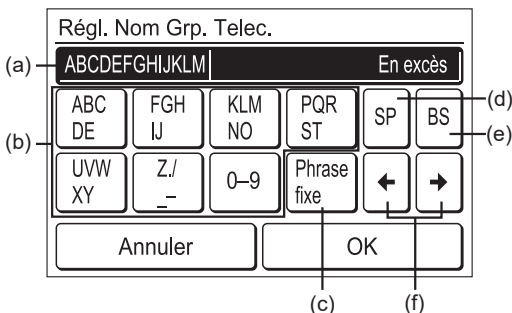 Régl. Nom Grp. Telec.
(a)
ABCDEFGHIJKLM
En excès
(b)
ABC
DE
FGH
IJ
KLM
NO
PQR
ST
SP
BS
(d)
(e)
UVW
XY
Z./
_–
0–9
Phrase
fixe
Annuler
OK
(c)
(f)